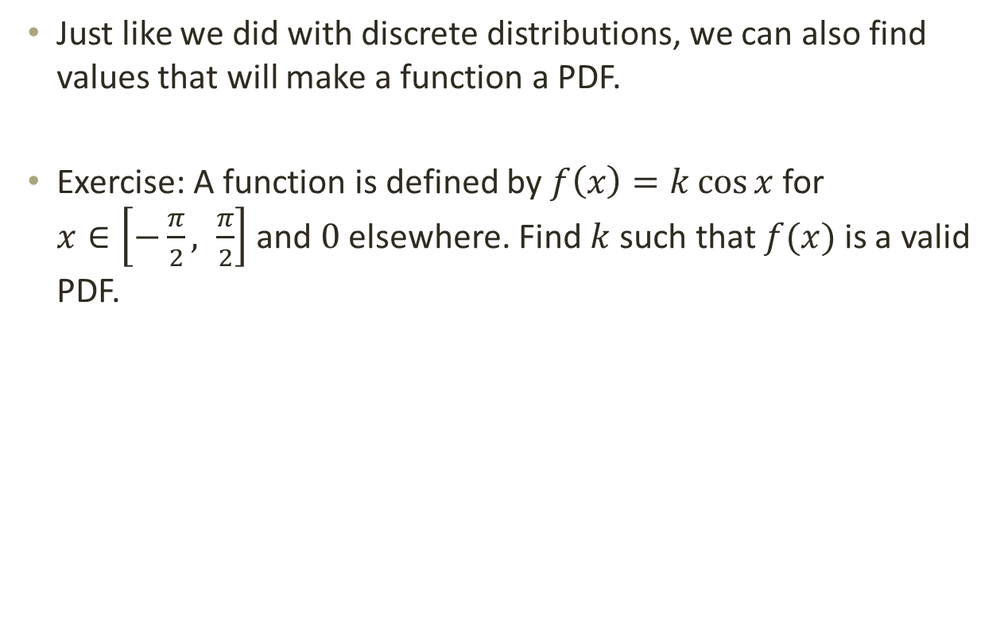 • Just like we did with discrete distributions, we can also find
values that will make a function a PDF.
• Exercise: A function is defined by f(x) = k cos x for
x ∈ [−π/2, π/2] and 0 elsewhere. Find k such that f(x) is a valid
PDF.